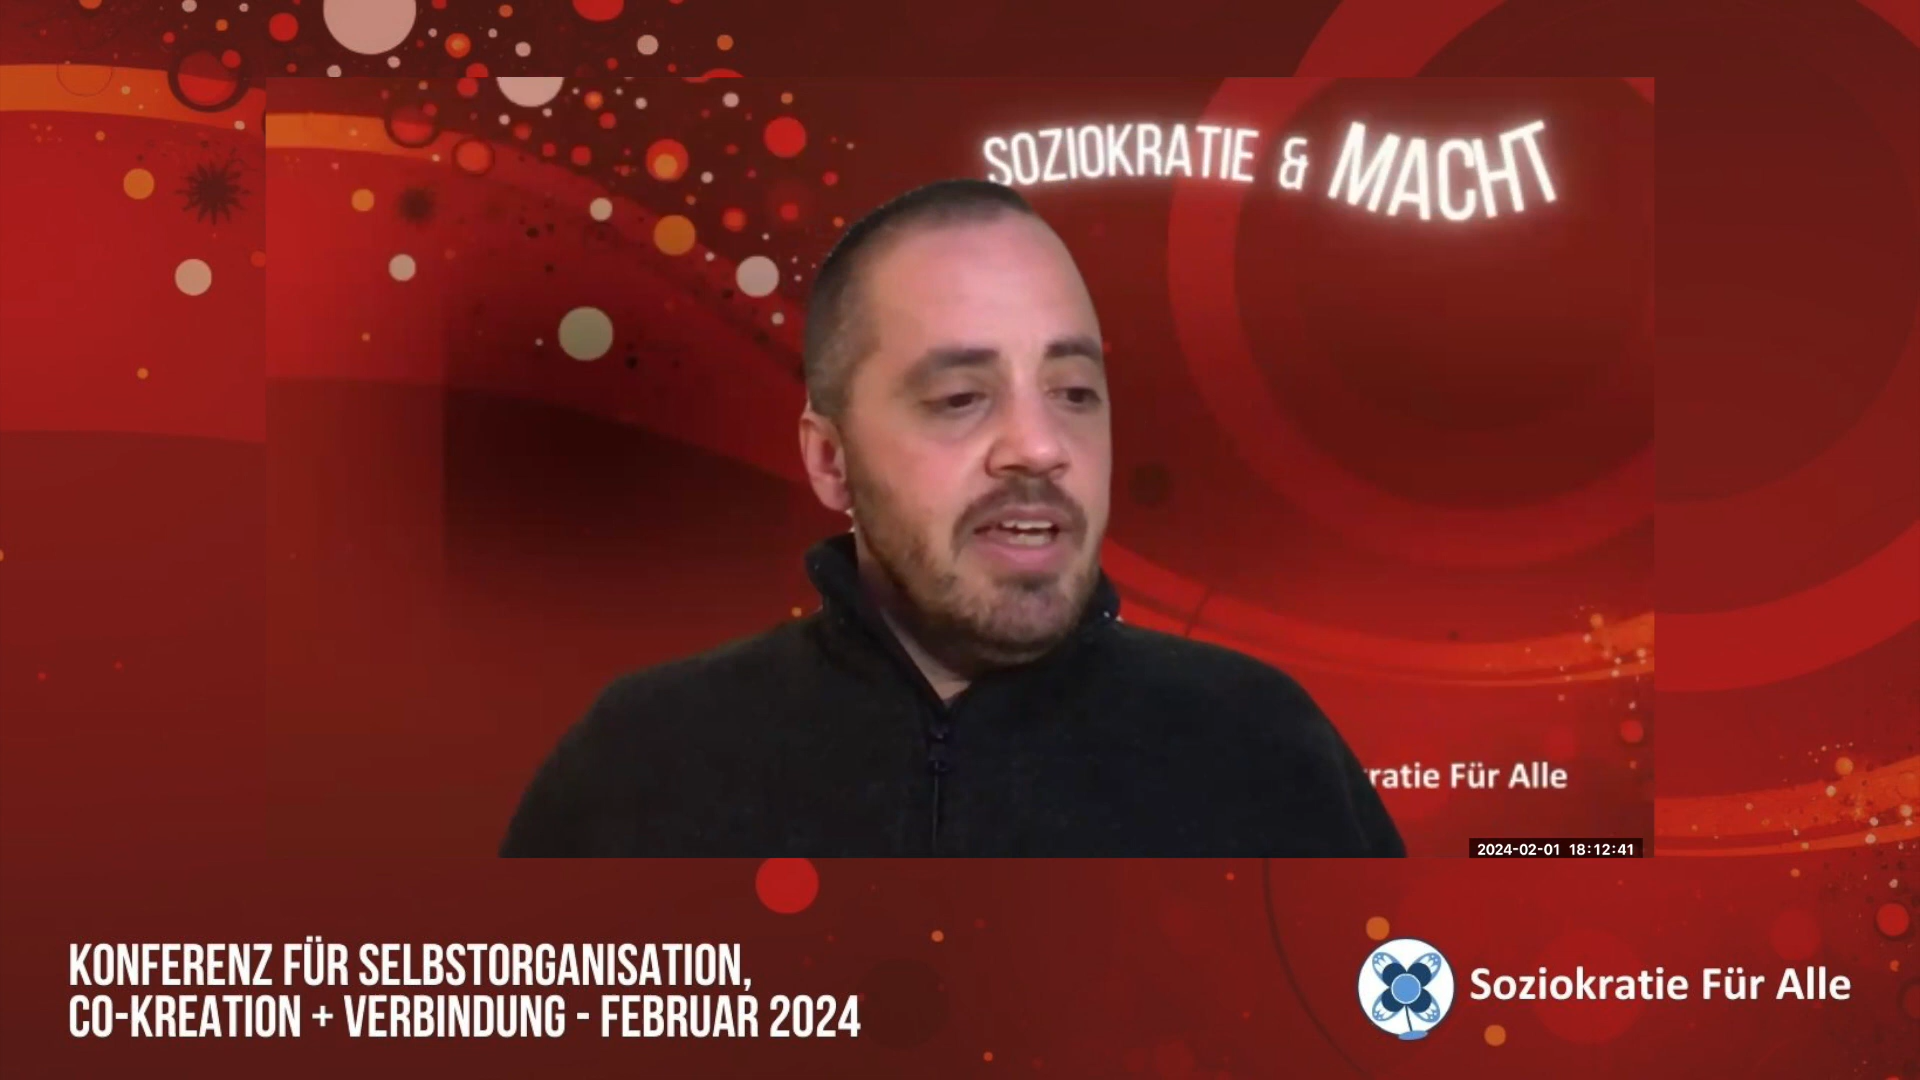 SOZIOKRATIE & MACHT
ratie Für Alle
2024-02-01 18:12:41
KONFERENZ FÜR SELBSTORGANISATION,
CO-KREATION + VERBINDUNG - FEBRUAR 2024
Soziokratie Für Alle